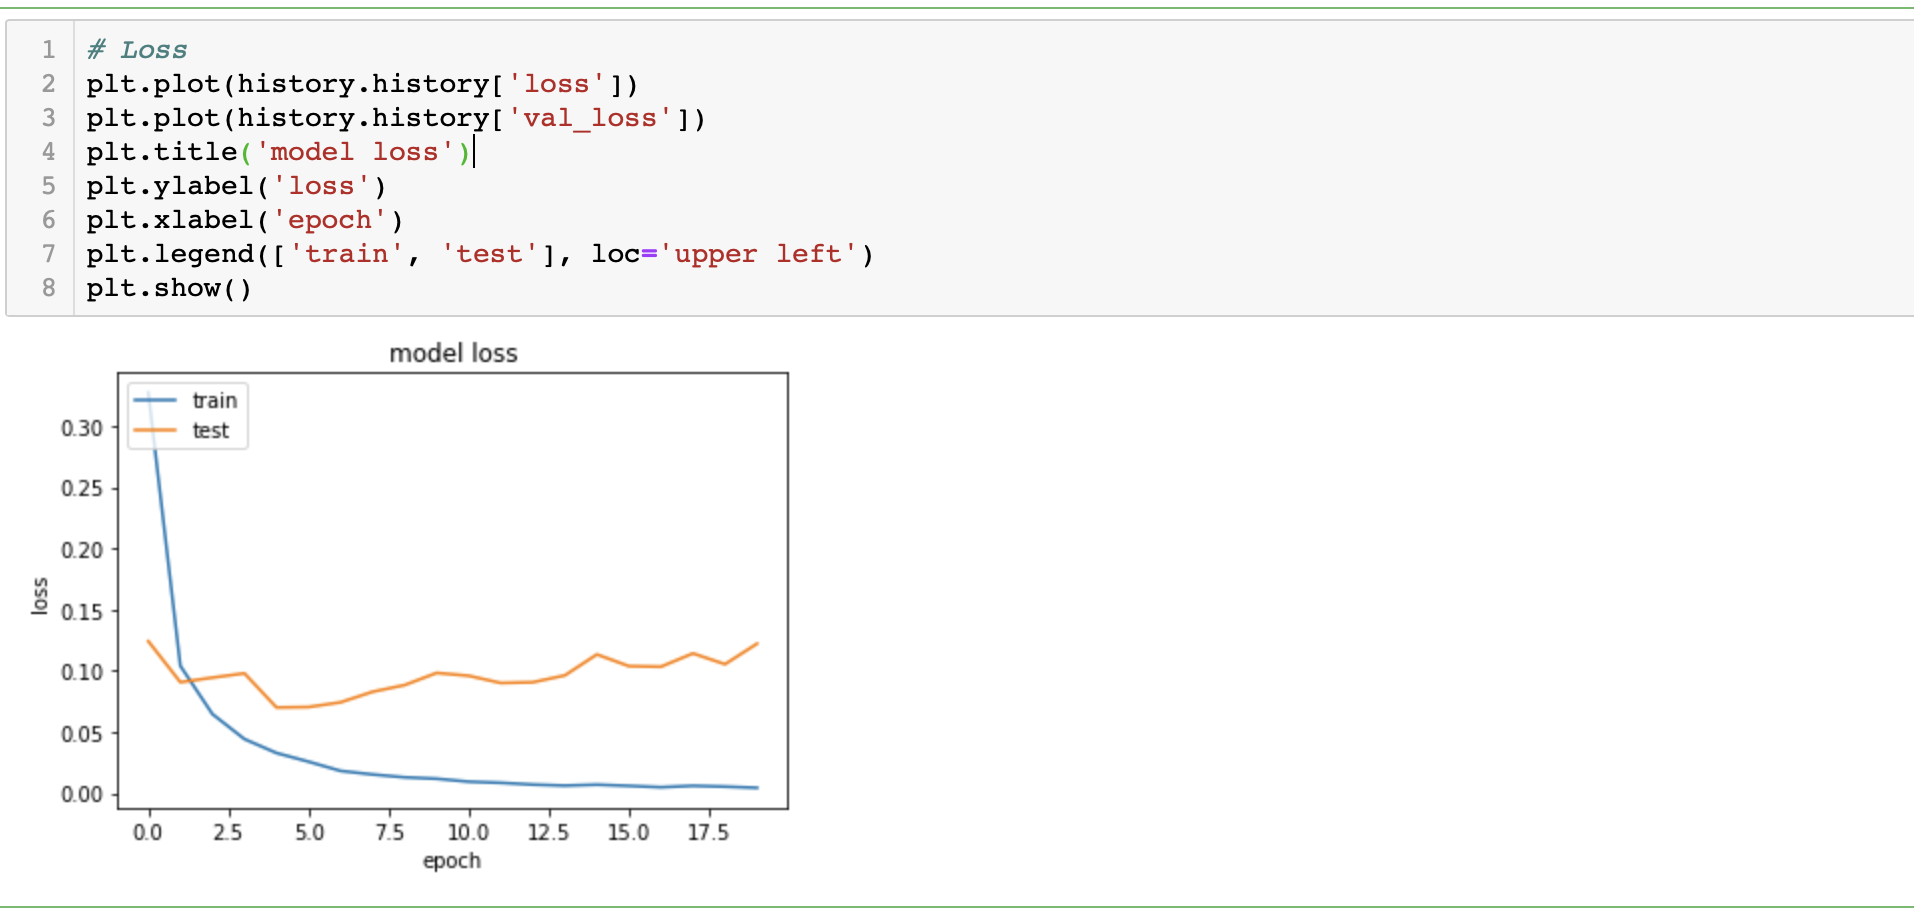 1 # Loss
2 plt.plot(history.history['loss'])
3 plt.plot(history.history['val_loss'])
4 plt.title('model loss')
5 plt.ylabel('loss')
6 plt.xlabel('epoch')
7 plt.legend(['train', 'test'], loc='upper left')
8 plt.show()
model loss
train
test
0.30
0.25
0.20
0.15
0.10
0.05
0.00
loss
0.0 2.5 5.0 7.5 10.0 12.5 15.0 17.5
epoch